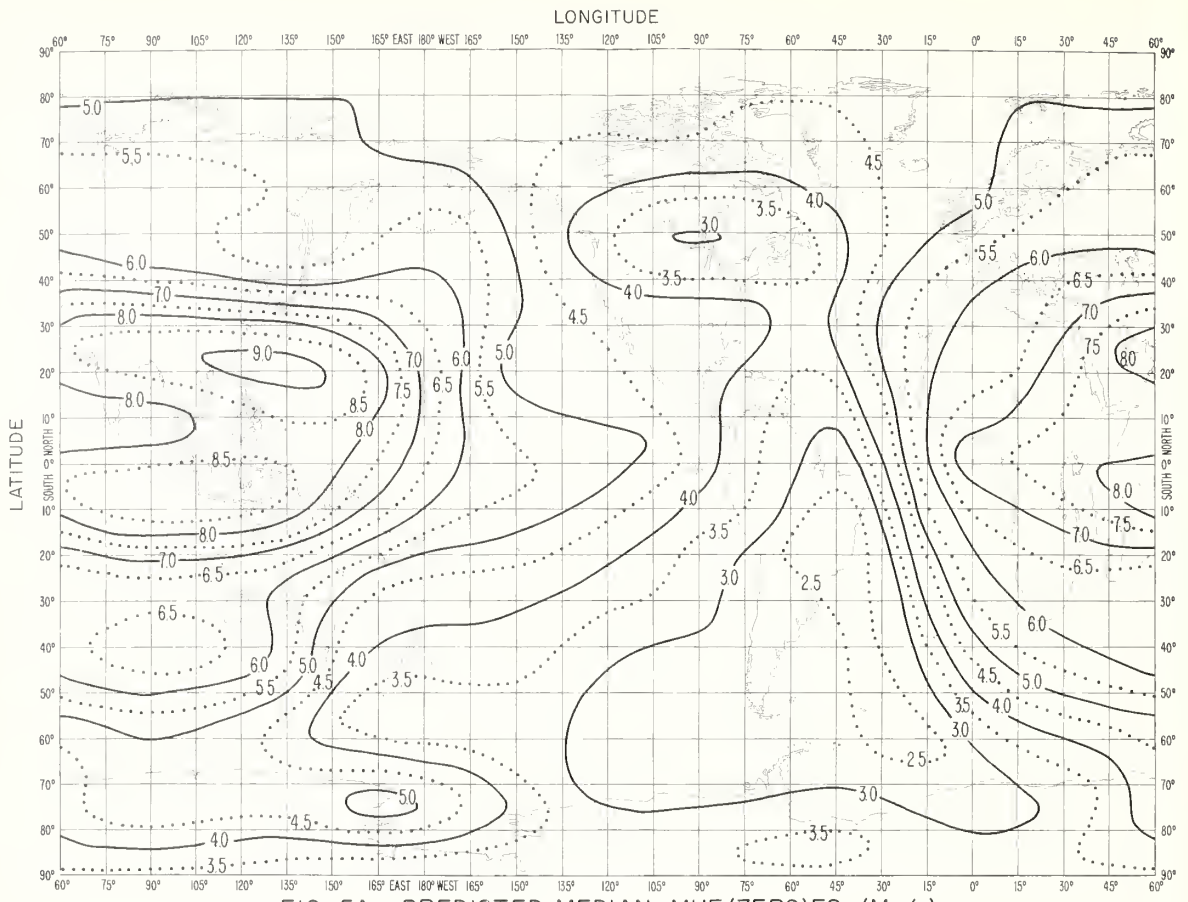 LONGITUDE
60° 75° 90° 105° 120° 135° 165° EAST 180° WEST 165° 150° 135° 120° 105° 90° 75° 60° 45° 30° 15° 0° 15° 30° 45° 60°
90° 90°
80° 5.0 80°
70° 5.5 4.5 70°
60° 4.0 3.5 5.0 60°
50° 3.0 5.5 50°
40° 6.0 3.5 6.0 6.5 40°
7.0 4.0
30° 8.0 4.5 7.0 30°
9.0 7.0 6.0 5.0 7.5 8.0
20° 7.5 6.5 5.5 20°
8.0 8.5
10° 8.0 10°
LATITUDE
NORTH NORTH
0° 8.5 0°
SOUTH SOUTH
4.0 8.0
10° 8.0 3.5 7.5 10°
20° 7.0 7.0 20°
6.5 6.5
30° 6.5 3.0 2.5 30°
5.5 6.0
40° 6.0 5.0 4.0 4.5 40°
50° 5.5 4.5 3.5 5.0 50°
3.5 4.0
60° 3.0 60°
2.5
70° 70°
5.0 3.0
80° 4.5 80°
4.0 3.5
3.5
90° 90°
60° 75° 90° 105° 120° 135° 165° EAST 180° WEST 165° 150° 135° 120° 105° 90° 75° 60° 45° 30° 15° 0° 15° 30° 45° 60°
PREDICTED MEDIAN MUF(ZERO)F2 (Mc/s)